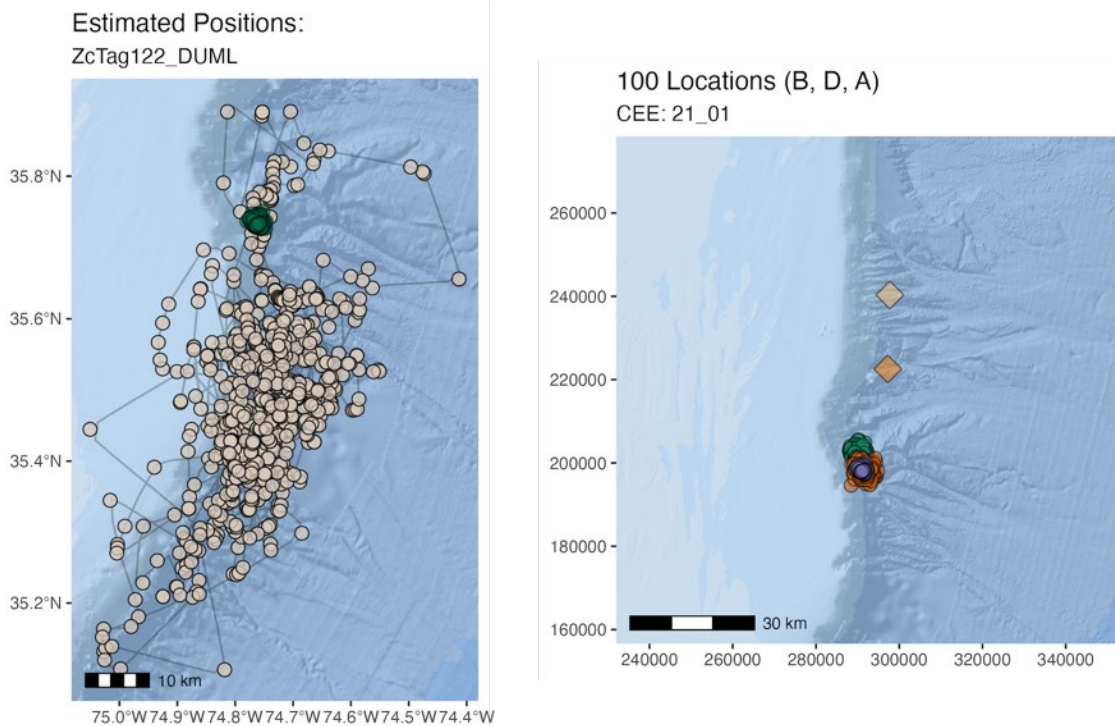 Estimated Positions:
ZcTag122_DUML
35.8°N
35.6°N
35.4°N
35.2°N
10 km
75.0°W 74.9°W 74.8°W 74.7°W 74.6°W 74.5°W 74.4°W
100 Locations (B, D, A)
CEE: 21_01
260000
240000
220000
200000
180000
160000
30 km
240000 260000 280000 300000 320000 340000